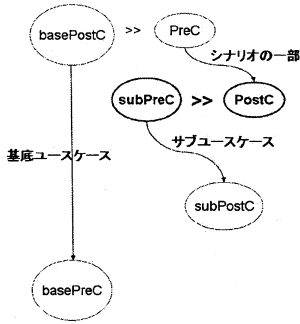 basePostC >> PreC
シナリオの一部
subPreC >> PostC
基底ユースケース
サブユースケース
subPostC
basePreC